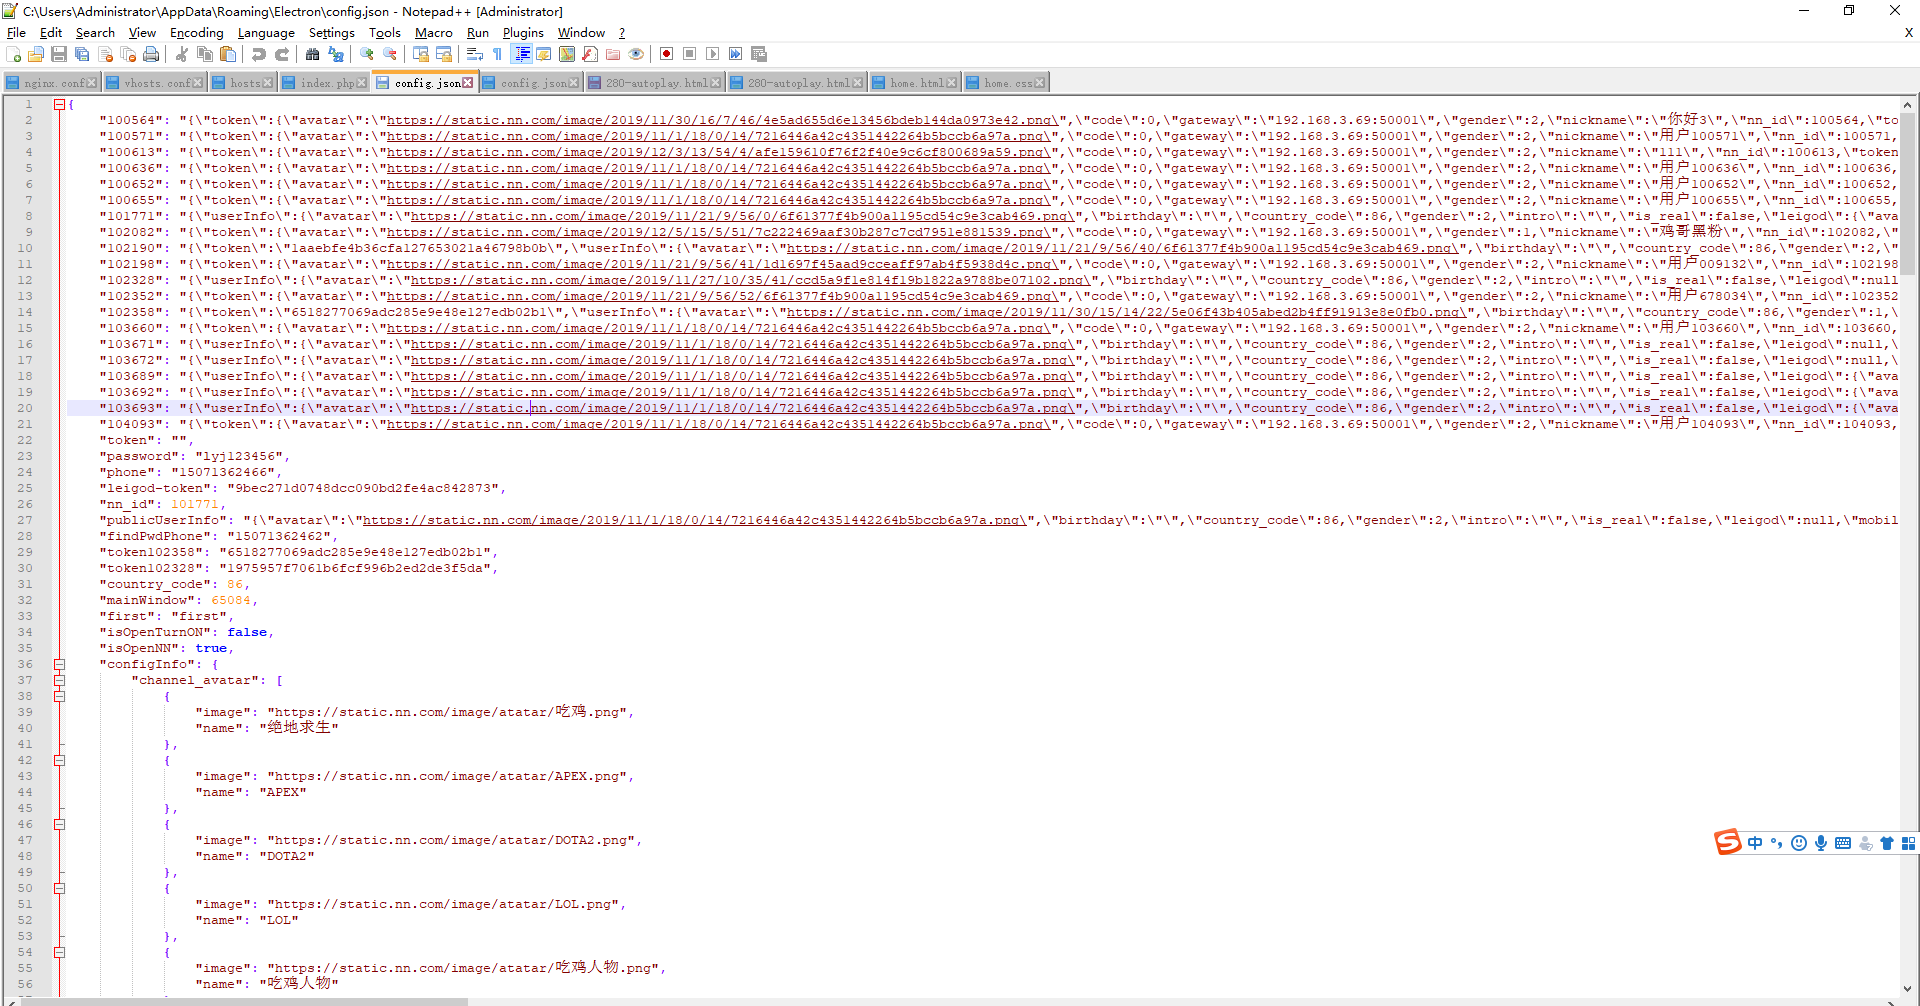 C:\Users\Administrator\AppData\Roaming\Electron\config.json - Notepad++ [Administrator]
File Edit Search View Encoding Language Settings Tools Macro Run Plugins Window ? X
nginx.conf vhosts.conf hosts index.php config.json config.json 280-autoplay.html 280-autoplay.html home.html home.css
1 {
2 "100564": "{\"token\":{\"avatar\":\"https://static.nn.com/image/2019/11/30/16/7/46/4e5ad655d6e13456bdeb144da0973e42.png\",\"code\":0,\"gateway\":\"192.168.3.69:50001\",\"gender\":2,\"nickname\":\"你好3\",\"nn_id\":100564,\"to
3 "100571": "{\"token\":{\"avatar\":\"https://static.nn.com/image/2019/11/1/18/0/14/7216446a42c4351442264b5bccb6a97a.png\",\"code\":0,\"gateway\":\"192.168.3.69:50001\",\"gender\":2,\"nickname\":\"用户100571\",\"nn_id\":100571,
4 "100613": "{\"token\":{\"avatar\":\"https://static.nn.com/image/2019/12/3/13/54/4/afe159610f76f2f40e9c6cf800689a59.png\",\"code\":0,\"gateway\":\"192.168.3.69:50001\",\"gender\":2,\"nickname\":\"111\",\"nn_id\":100613,\"token
5 "100636": "{\"token\":{\"avatar\":\"https://static.nn.com/image/2019/11/1/18/0/14/7216446a42c4351442264b5bccb6a97a.png\",\"code\":0,\"gateway\":\"192.168.3.69:50001\",\"gender\":2,\"nickname\":\"用户100636\",\"nn_id\":100636,
6 "100652": "{\"token\":{\"avatar\":\"https://static.nn.com/image/2019/11/1/18/0/14/7216446a42c4351442264b5bccb6a97a.png\",\"code\":0,\"gateway\":\"192.168.3.69:50001\",\"gender\":2,\"nickname\":\"用户100652\",\"nn_id\":100652,
7 "100655": "{\"token\":{\"avatar\":\"https://static.nn.com/image/2019/11/1/18/0/14/7216446a42c4351442264b5bccb6a97a.png\",\"code\":0,\"gateway\":\"192.168.3.69:50001\",\"gender\":2,\"nickname\":\"用户100655\",\"nn_id\":100655,
8 "101771": "{\"userInfo\":{\"avatar\":\"https://static.nn.com/image/2019/11/21/9/56/0/6f61377f4b900a1195cd54c9e3cab469.png\",\"birthday\":\"\",\"country_code\":86,\"gender\":2,\"intro\":\"\",\"is_real\":false,\"leigod\":{\"ava
9 "102082": "{\"token\":{\"avatar\":\"https://static.nn.com/image/2019/12/5/15/5/51/7c222469aaf30b287c7cd7951e881539.png\",\"code\":0,\"gateway\":\"192.168.3.69:50001\",\"gender\":1,\"nickname\":\"鸡哥黑粉\",\"nn_id\":102082,\"
10 "102190": "{\"token\":\"1aaebfe4b36cfa127653021a46798b0b\",\"userInfo\":{\"avatar\":\"https://static.nn.com/image/2019/11/21/9/56/40/6f61377f4b900a1195cd54c9e3cab469.png\",\"birthday\":\"\",\"country_code\":86,\"gender\":2,\"
11 "102198": "{\"token\":{\"avatar\":\"https://static.nn.com/image/2019/11/21/9/56/41/1d1697f45aad9cceaff97ab4f5938d4c.png\",\"code\":0,\"gateway\":\"192.168.3.69:50001\",\"gender\":2,\"nickname\":\"用户009132\",\"nn_id\":102198
12 "102328": "{\"userInfo\":{\"avatar\":\"https://static.nn.com/image/2019/11/27/10/35/41/ccd5a9f1e814f19b1822a9788be07102.png\",\"birthday\":\"\",\"country_code\":86,\"gender\":2,\"intro\":\"\",\"is_real\":false,\"leigod\":null
13 "102352": "{\"token\":{\"avatar\":\"https://static.nn.com/image/2019/11/21/9/56/52/6f61377f4b900a1195cd54c9e3cab469.png\",\"code\":0,\"gateway\":\"192.168.3.69:50001\",\"gender\":2,\"nickname\":\"用户678034\",\"nn_id\":102352
14 "102358": "{\"token\":\"6518277069adc285e9e48e127edb02b1\",\"userInfo\":{\"avatar\":\"https://static.nn.com/image/2019/11/30/15/14/22/5e06f43b405abed2b4ff91913e8e0fb0.png\",\"birthday\":\"\",\"country_code\":86,\"gender\":1,\
15 "103660": "{\"token\":{\"avatar\":\"https://static.nn.com/image/2019/11/1/18/0/14/7216446a42c4351442264b5bccb6a97a.png\",\"code\":0,\"gateway\":\"192.168.3.69:50001\",\"gender\":2,\"nickname\":\"用户103660\",\"nn_id\":103660,
16 "103671": "{\"userInfo\":{\"avatar\":\"https://static.nn.com/image/2019/11/1/18/0/14/7216446a42c4351442264b5bccb6a97a.png\",\"birthday\":\"\",\"country_code\":86,\"gender\":2,\"intro\":\"\",\"is_real\":false,\"leigod\":null,\
17 "103672": "{\"userInfo\":{\"avatar\":\"https://static.nn.com/image/2019/11/1/18/0/14/7216446a42c4351442264b5bccb6a97a.png\",\"birthday\":\"\",\"country_code\":86,\"gender\":2,\"intro\":\"\",\"is_real\":false,\"leigod\":null,\
18 "103689": "{\"userInfo\":{\"avatar\":\"https://static.nn.com/image/2019/11/1/18/0/14/7216446a42c4351442264b5bccb6a97a.png\",\"birthday\":\"\",\"country_code\":86,\"gender\":2,\"intro\":\"\",\"is_real\":false,\"leigod\":{\"ava
19 "103692": "{\"userInfo\":{\"avatar\":\"https://static.nn.com/image/2019/11/1/18/0/14/7216446a42c4351442264b5bccb6a97a.png\",\"birthday\":\"\",\"country_code\":86,\"gender\":2,\"intro\":\"\",\"is_real\":false,\"leigod\":{\"ava
20 "103693": "{\"userInfo\":{\"avatar\":\"https://static.nn.com/image/2019/11/1/18/0/14/7216446a42c4351442264b5bccb6a97a.png\",\"birthday\":\"\",\"country_code\":86,\"gender\":2,\"intro\":\"\",\"is_real\":false,\"leigod\":{\"ava
21 "104093": "{\"token\":{\"avatar\":\"https://static.nn.com/image/2019/11/1/18/0/14/7216446a42c4351442264b5bccb6a97a.png\",\"code\":0,\"gateway\":\"192.168.3.69:50001\",\"gender\":2,\"nickname\":\"用户104093\",\"nn_id\":104093,
22 "token": "",
23 "password": "lyj123456",
24 "phone": "15071362466",
25 "leigod-token": "9bec271d0748dcc090bd2fe4ac842873",
26 "nn_id": 101771,
27 "publicUserInfo": "{\"avatar\":\"https://static.nn.com/image/2019/11/1/18/0/14/7216446a42c4351442264b5bccb6a97a.png\",\"birthday\":\"\",\"country_code\":86,\"gender\":2,\"intro\":\"\",\"is_real\":false,\"leigod\":null,\"mobil
28 "findPwdPhone": "15071362462",
29 "token102358": "6518277069adc285e9e48e127edb02b1",
30 "token102328": "1975957f7061b6fcf996b2ed2de3f5da",
31 "country_code": 86,
32 "mainWindow": 65084,
33 "first": "first",
34 "isOpenTurnON": false,
35 "isOpenNN": true,
36 "configInfo": {
37 "channel_avatar": [
38 {
39 "image": "https://static.nn.com/image/atatar/吃鸡.png",
40 "name": "绝地求生"
41 },
42 {
43 "image": "https://static.nn.com/image/atatar/APEX.png",
44 "name": "APEX"
45 },
46 {
47 "image": "https://static.nn.com/image/atatar/DOTA2.png",
48 "name": "DOTA2"
49 },
50 {
51 "image": "https://static.nn.com/image/atatar/LOL.png",
52 "name": "LOL"
53 },
54 {
55 "image": "https://static.nn.com/image/atatar/吃鸡人物.png",
56 "name": "吃鸡人物"
中